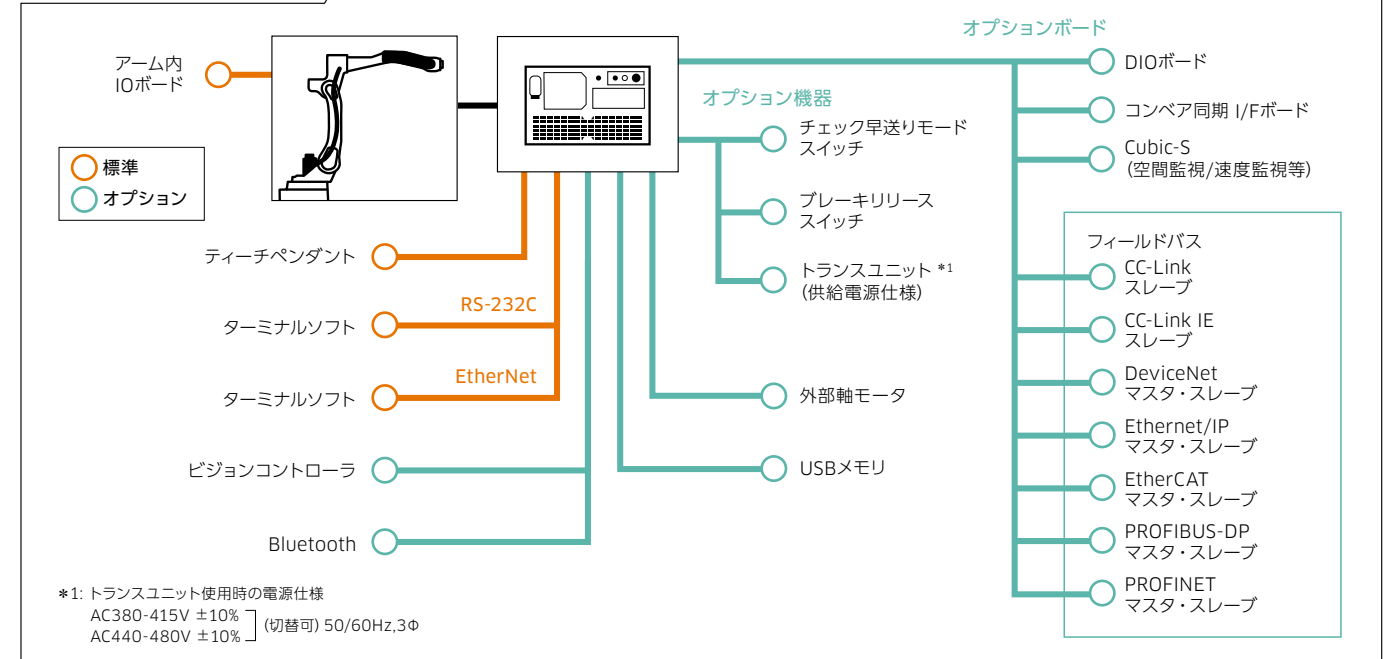 アーム内
IOボード
標準
オプション
ティーチペンダント
RS-232C
ターミナルソフト
EtherNet
ターミナルソフト
ビジョンコントローラ
Bluetooth
オプション機器
チェック早送りモード
スイッチ
ブレーキリリース
スイッチ
トランスユニット *1
(供給電源仕様)
外部軸モータ
USBメモリ
オプションボード
DIOボード
コンベア同期 I/Fボード
Cubic-S
(空間監視/速度監視等)
フィールドバス
CC-Link
スレーブ
CC-Link IE
スレーブ
DeviceNet
マスタ・スレーブ
Ethernet/IP
マスタ・スレーブ
EtherCAT
マスタ・スレーブ
PROFIBUS-DP
マスタ・スレーブ
PROFINET
マスタ・スレーブ
*1: トランスユニット使用時の電源仕様
AC380-415V ±10%
AC440-480V ±10%
(切替可) 50/60Hz,3Φ